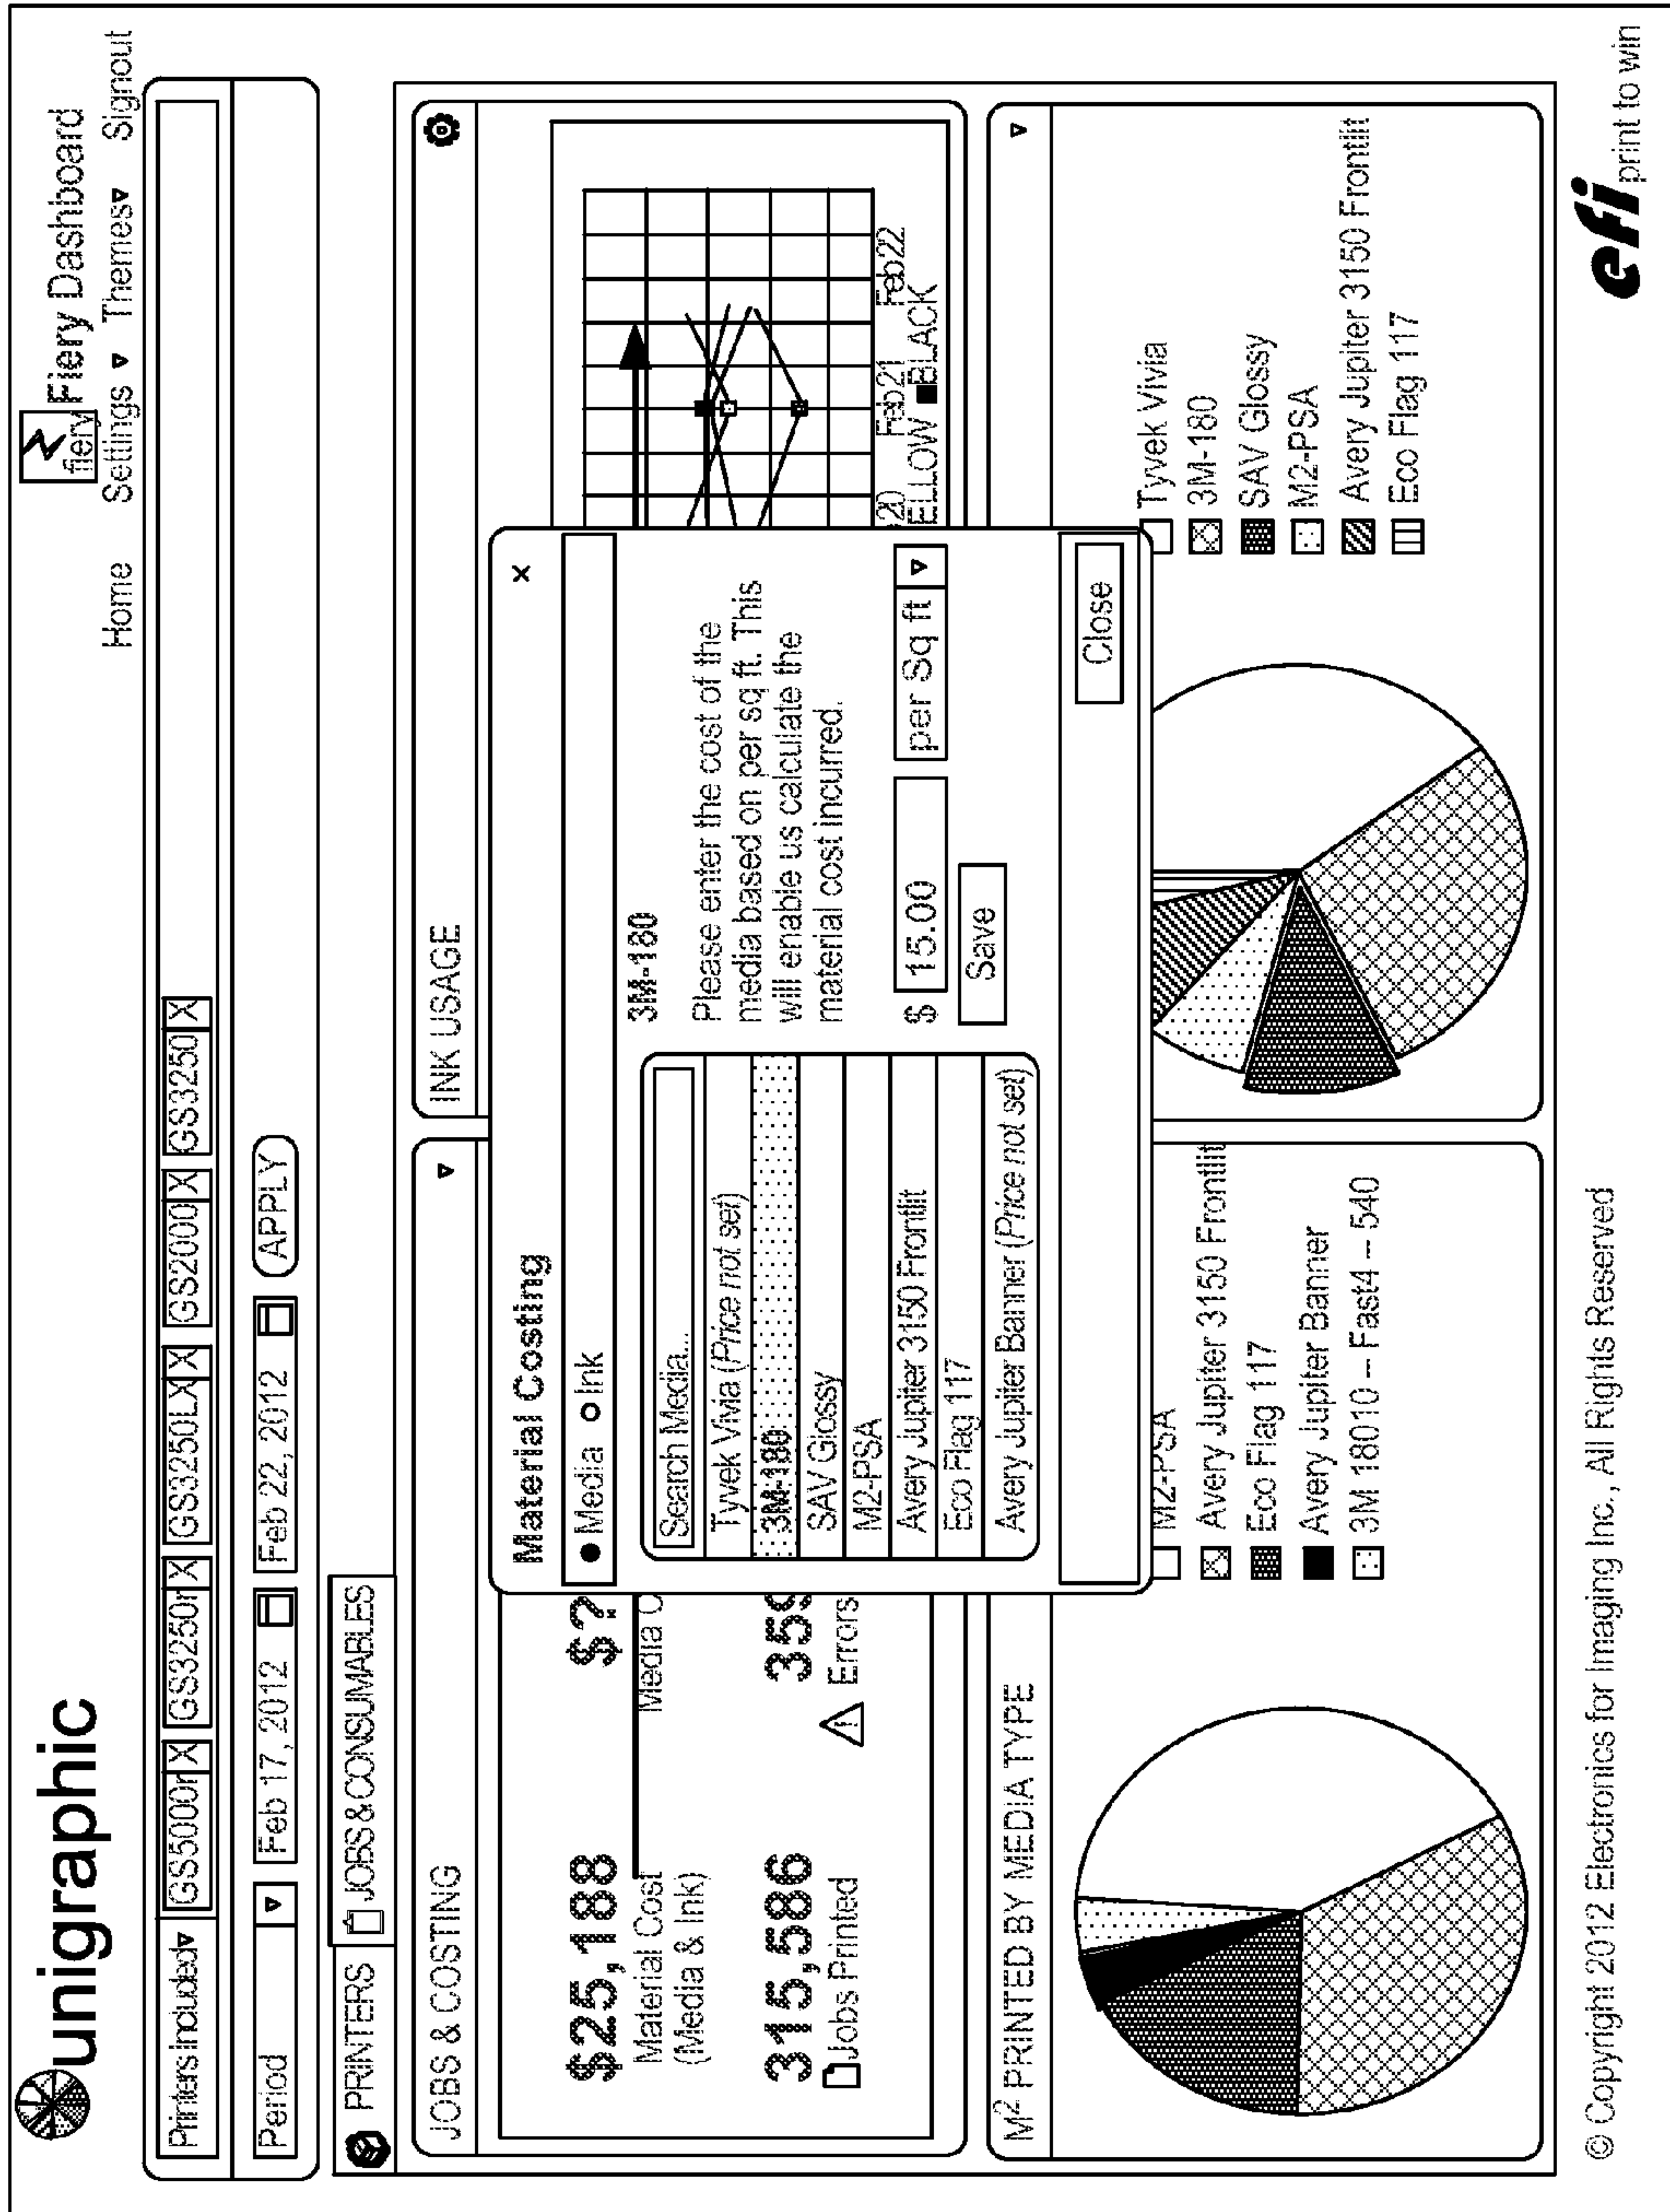 unigraphic
fiery Fiery Dashboard
Home Settings Themes Signout
Printers Included GS5000r X GS3250r X GS3250LX X GS2000 X GS3250 X
Period Feb 17, 2012 Feb 22, 2012 APPLY
PRINTERS JOBS & CONSUMABLES
JOBS & COSTING
$25,188
Material Cost
(Media & Ink)
$?
Media C
315,586
Jobs Printed
359
Errors
INK USAGE
20 Feb 21 Feb 22
ELLOW BLACK
Material Costing x
Media Ink
Search Media...
Tyvek Vivia (Price not set)
3M-180
SAV Glossy
M2-PSA
Avery Jupiter 3150 Frontlit
Eco Flag 117
Avery Jupiter Banner (Price not set)
3M-180
Please enter the cost of the
media based on per sq ft. This
will enable us calculate the
material cost incurred.
$ 15.00 per Sq ft
Save
Close
M² PRINTED BY MEDIA TYPE
M2-PSA
Avery Jupiter 3150 Frontlit
Eco Flag 117
Avery Jupiter Banner
3M 18010 – Fast4 – 540
Tyvek Vivia
3M-180
SAV Glossy
M2-PSA
Avery Jupiter 3150 Frontlit
Eco Flag 117
© Copyright 2012 Electronics for Imaging Inc., All Rights Reserved
efi print to win